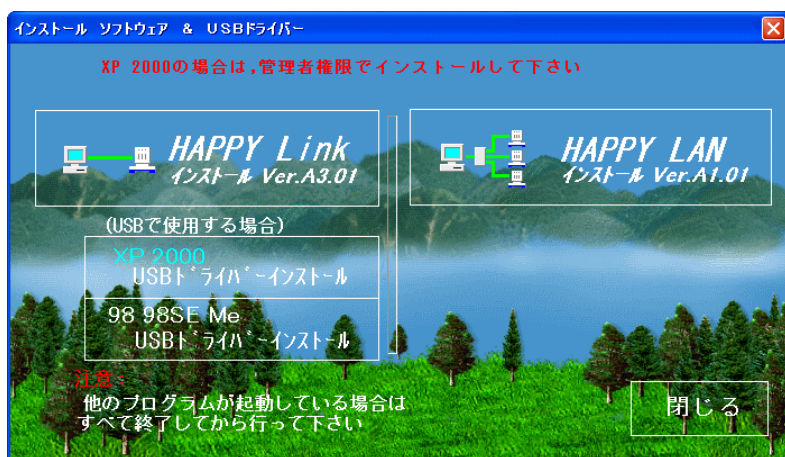 インストール ソフトウェア & USBドライバー
XP 2000の場合は,管理者権限でインストールして下さい
HAPPY Link
インストール Ver.A3.01
HAPPY LAN
インストール Ver.A1.01
(USBで使用する場合)
XP 2000
USBドライバーインストール
98 98SE Me
USBドライバーインストール
注意:
他のプログラムが起動している場合は
すべて終了してから行って下さい
閉じる